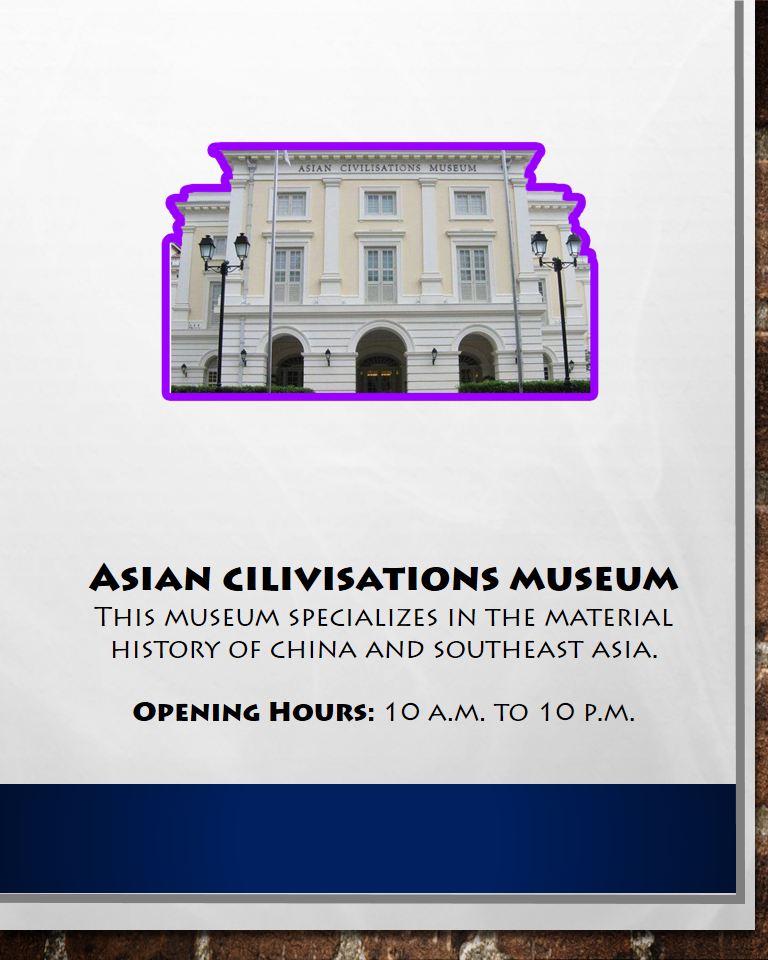 ASIAN CIVILISATIONS MUSEUM
ASIAN CILIVISATIONS MUSEUM
THIS MUSEUM SPECIALIZES IN THE MATERIAL
HISTORY OF CHINA AND SOUTHEAST ASIA.
OPENING HOURS: 10 A.M. TO 10 P.M.